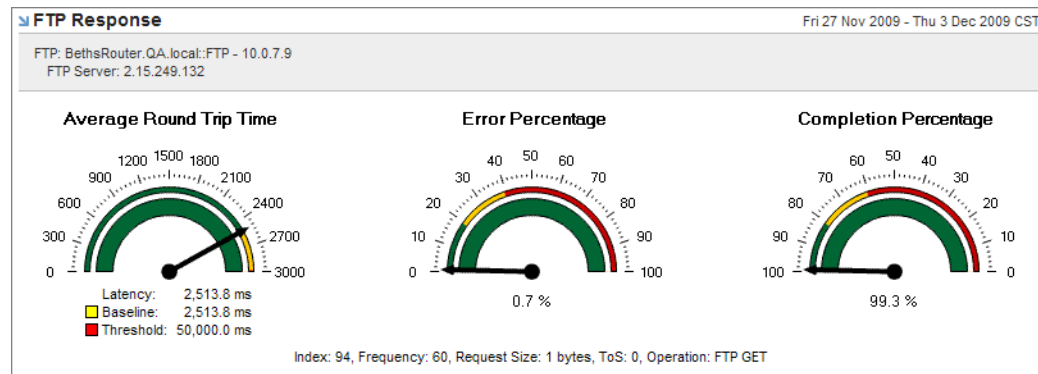 FTP Response
Fri 27 Nov 2009 - Thu 3 Dec 2009 CST
FTP: BethsRouter.QA.local::FTP - 10.0.7.9
FTP Server: 2.15.249.132
Average Round Trip Time
0 300 600 900 1200 1500 1800 2100 2400 2700 3000
Latency: 2,513.8 ms
Baseline: 2,513.8 ms
Threshold: 50,000.0 ms
Error Percentage
0 10 20 30 40 50 60 70 80 90 100
0.7 %
Completion Percentage
100 90 80 70 60 50 40 30 20 10 0
99.3 %
Index: 94, Frequency: 60, Request Size: 1 bytes, ToS: 0, Operation: FTP GET